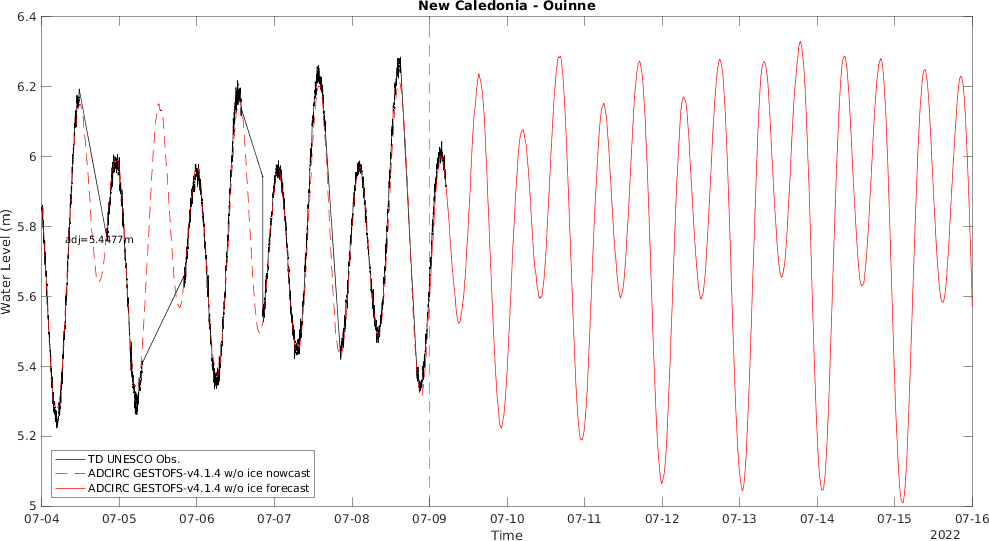 New Caledonia - Ouinne
6.4
6.2
6
5.8
5.6
5.4
5.2
5
Water Level (m)
adj=5.4477m
TD UNESCO Obs.
ADCIRC GESTOFS-v4.1.4 w/o ice nowcast
ADCIRC GESTOFS-v4.1.4 w/o ice forecast
07-04 07-05 07-06 07-07 07-08 07-09 07-10 07-11 07-12 07-13 07-14 07-15 07-16
Time
2022